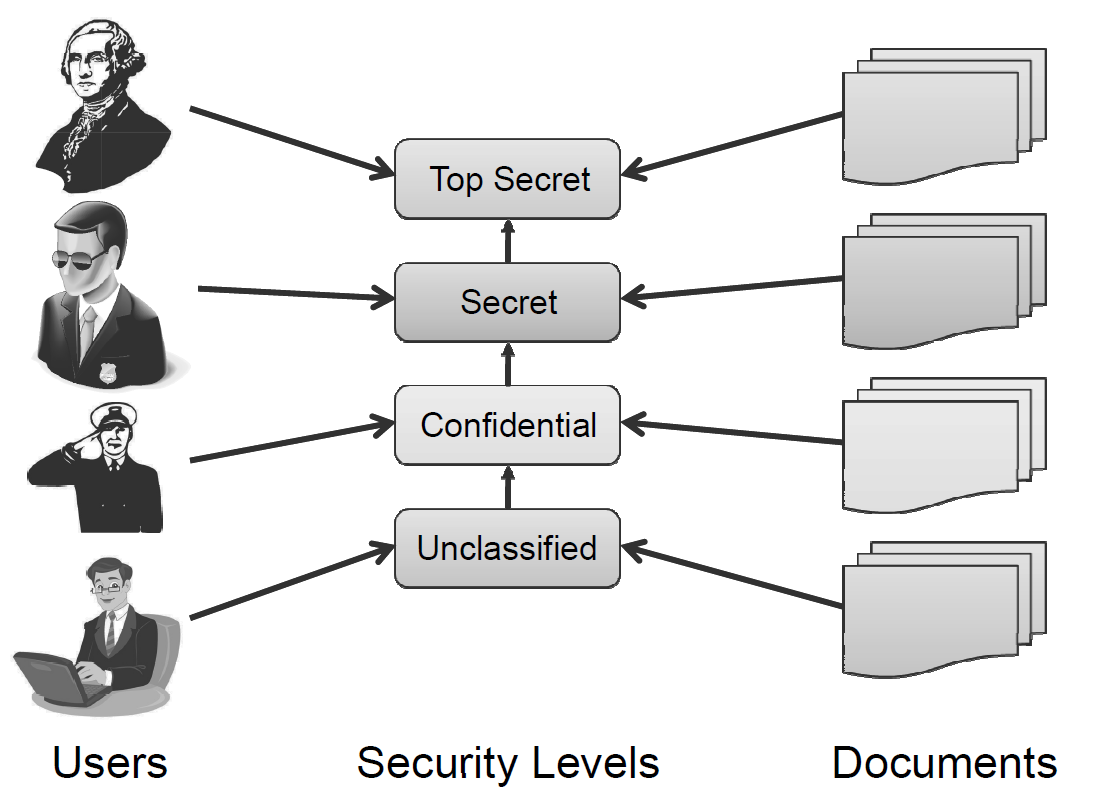 Top Secret
Secret
Confidential
Unclassified
Users
Security Levels
Documents